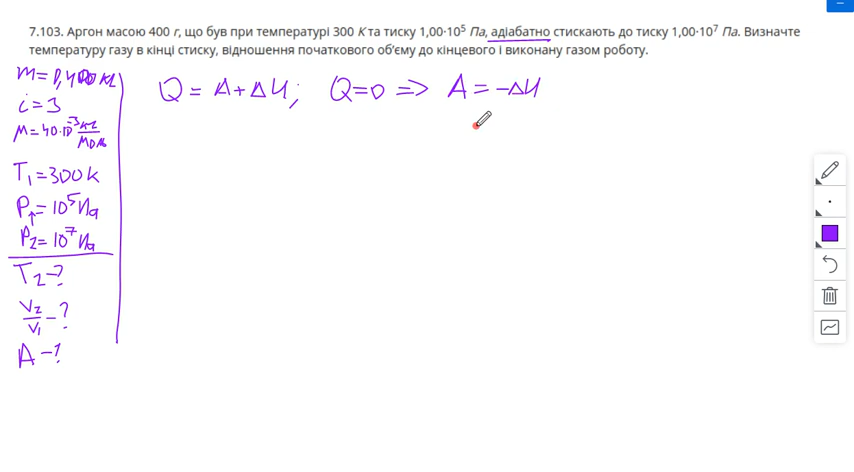 7.103. Аргон масою 400 г, що був при температурі 300 К та тиску 1,00·10⁵ Па, адіабатно стискають до тиску 1,00·10⁷ Па. Визначте
температуру газу в кінці стиску, відношення початкового об'єму до кінцевого і виконану газом роботу.
m = 0,400 кг
i = 3
M = 40·10⁻³ кг/моль
T₁ = 300 K
P₁ = 10⁵ Па
P₂ = 10⁷ Па
T₂ - ?
V₂/V₁ - ?
A - ?
Q = A + ΔU; Q = 0 => A = -ΔU